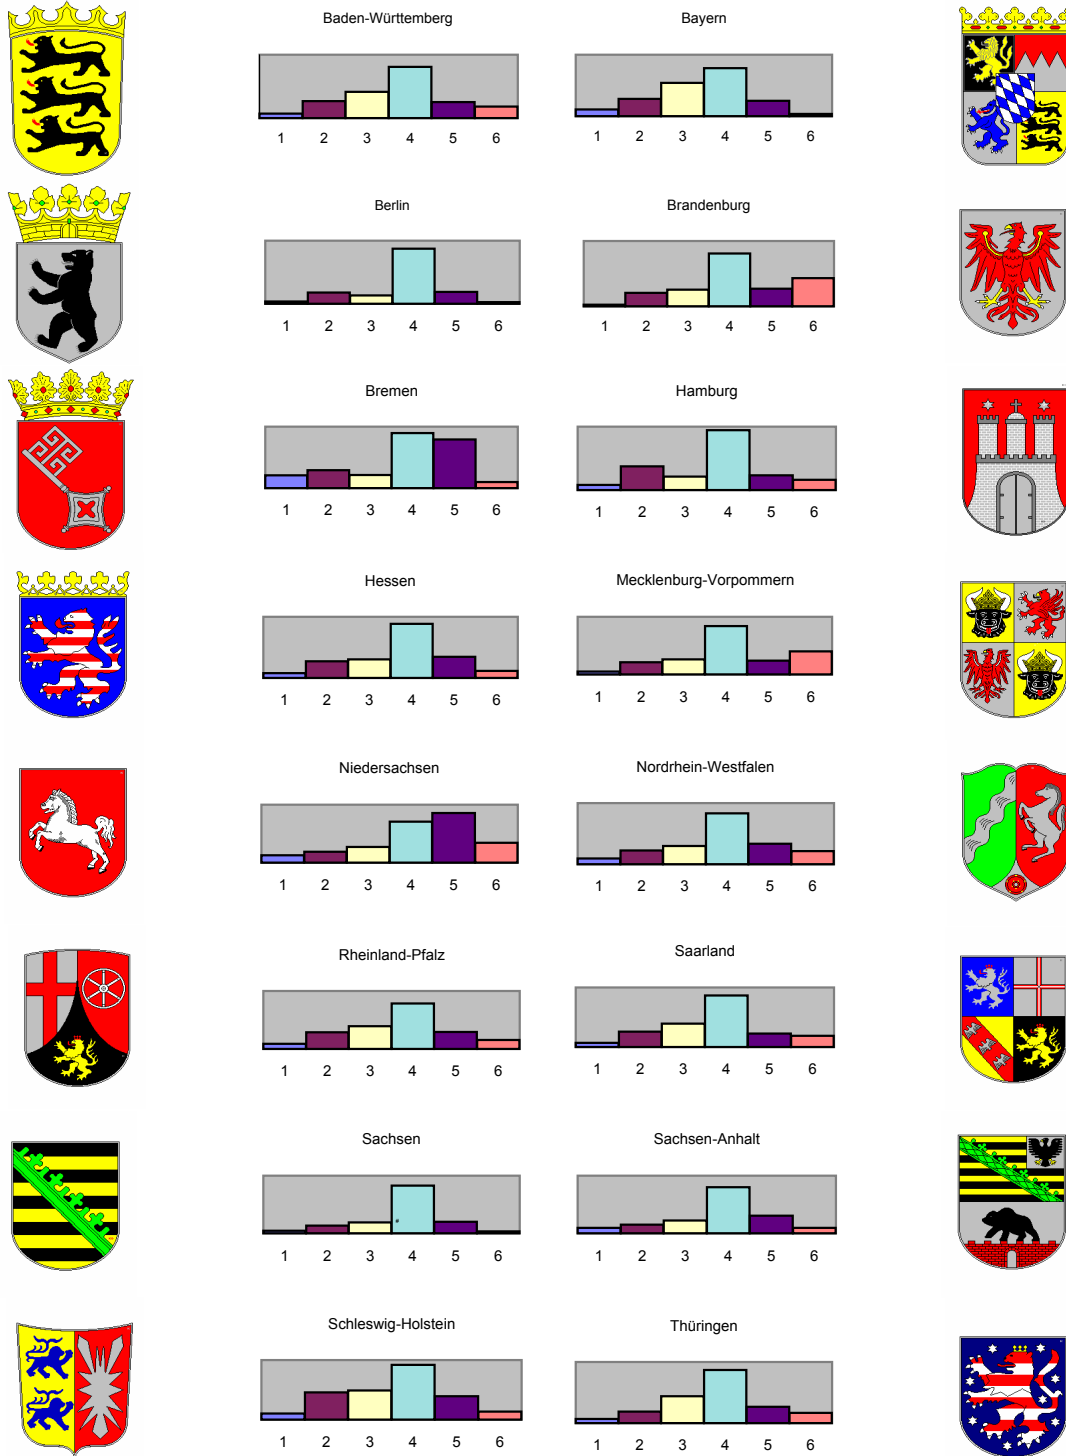 Baden-Württemberg
1 2 3 4 5 6
Bayern
1 2 3 4 5 6
Berlin
1 2 3 4 5 6
Brandenburg
1 2 3 4 5 6
Bremen
1 2 3 4 5 6
Hamburg
1 2 3 4 5 6
Hessen
1 2 3 4 5 6
Mecklenburg-Vorpommern
1 2 3 4 5 6
Niedersachsen
1 2 3 4 5 6
Nordrhein-Westfalen
1 2 3 4 5 6
Rheinland-Pfalz
1 2 3 4 5 6
Saarland
1 2 3 4 5 6
Sachsen
1 2 3 4 5 6
Sachsen-Anhalt
1 2 3 4 5 6
Schleswig-Holstein
1 2 3 4 5 6
Thüringen
1 2 3 4 5 6